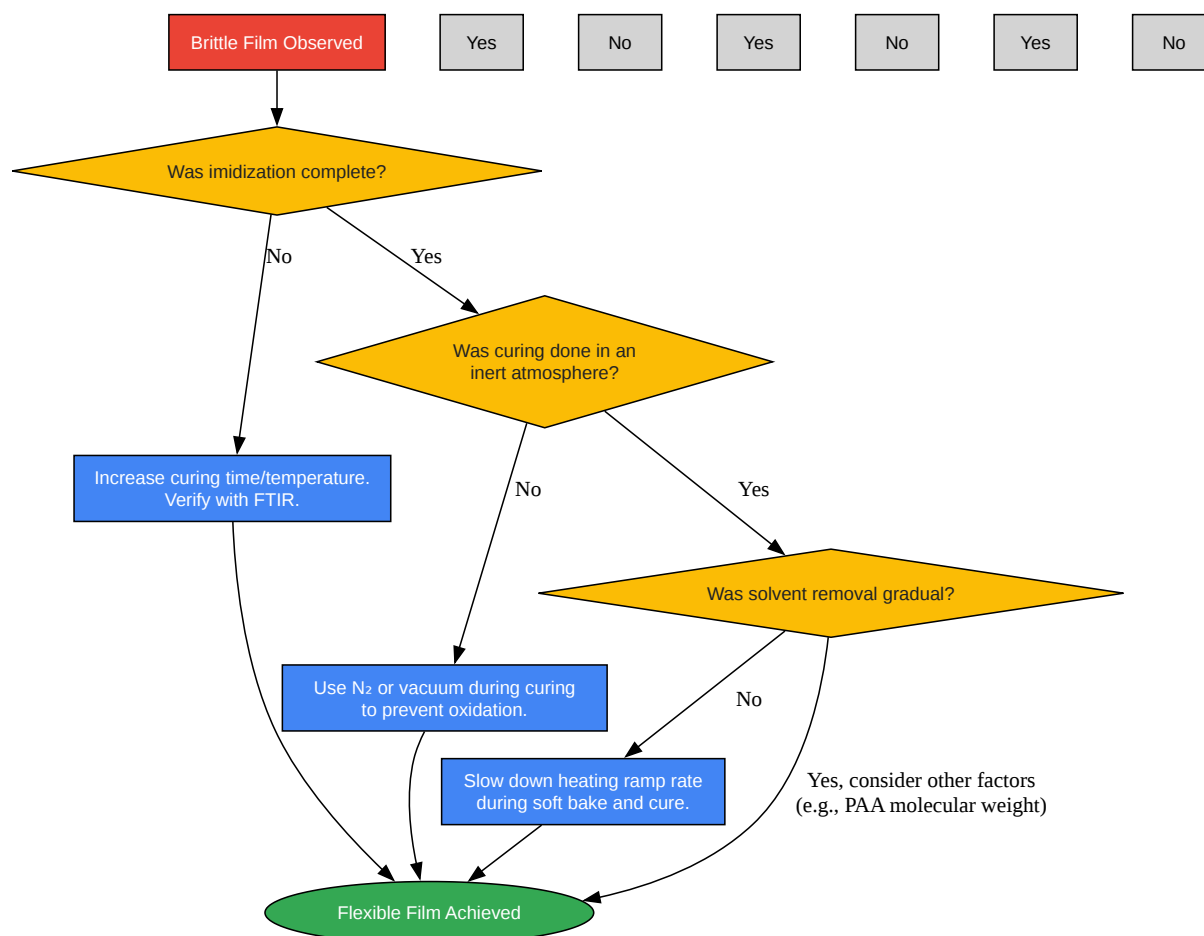 Brittle Film Observed
Yes
No
Yes
No
Yes
No
Was imidization complete?
No
Yes
Was curing done in an
inert atmosphere?
Increase curing time/temperature.
Verify with FTIR.
No
Yes
Was solvent removal gradual?
Use N₂ or vacuum during curing
to prevent oxidation.
No
Slow down heating ramp rate
during soft bake and cure.
Yes, consider other factors
(e.g., PAA molecular weight)
Flexible Film Achieved